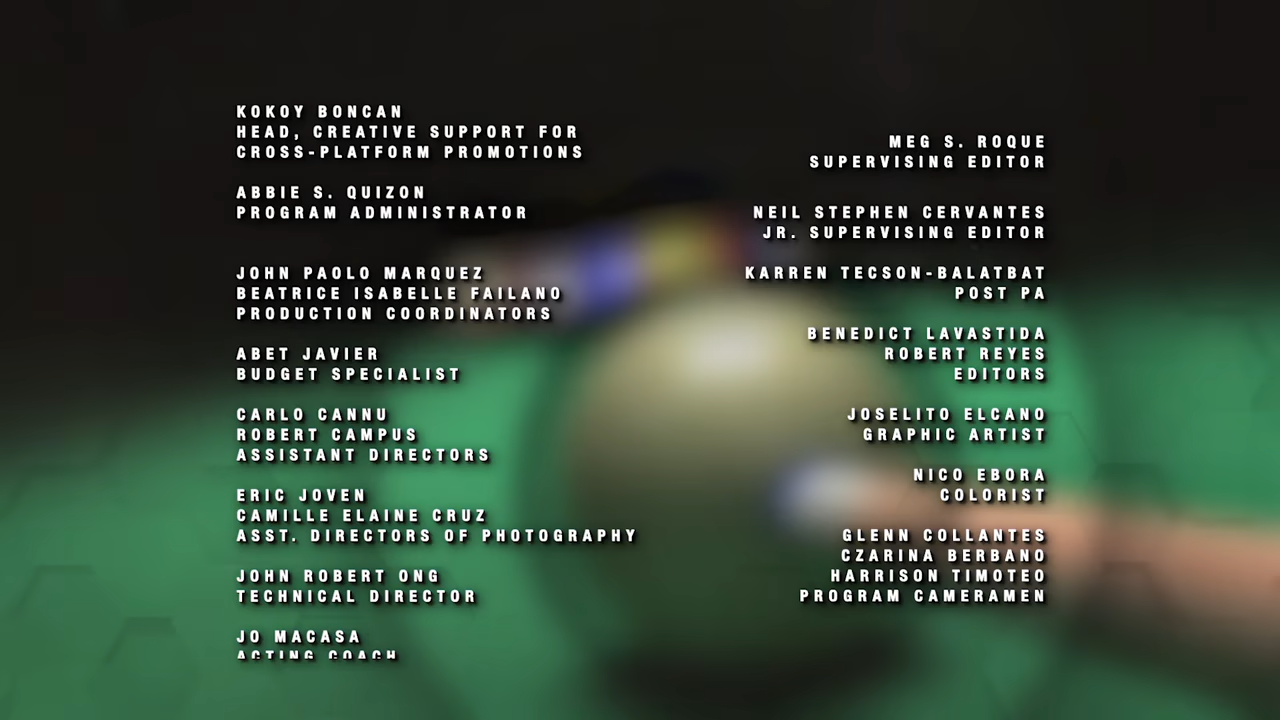 KOKOY BONCAN
HEAD, CREATIVE SUPPORT FOR
CROSS-PLATFORM PROMOTIONS
ABBIE S. QUIZON
PROGRAM ADMINISTRATOR
JOHN PAOLO MARQUEZ
BEATRICE ISABELLE FAILANO
PRODUCTION COORDINATORS
ABET JAVIER
BUDGET SPECIALIST
CARLO CANNU
ROBERT CAMPUS
ASSISTANT DIRECTORS
ERIC JOVEN
CAMILLE ELAINE CRUZ
ASST. DIRECTORS OF PHOTOGRAPHY
JOHN ROBERT ONG
TECHNICAL DIRECTOR
JO MACASA
ACTING COACH
MEG S. ROQUE
SUPERVISING EDITOR
NEIL STEPHEN CERVANTES
JR. SUPERVISING EDITOR
KARREN TECSON-BALATBAT
POST PA
BENEDICT LAVASTIDA
ROBERT REYES
EDITORS
JOSELITO ELCANO
GRAPHIC ARTIST
NICO EBORA
COLORIST
GLENN COLLANTES
CZARINA BERBANO
HARRISON TIMOTEO
PROGRAM CAMERAMEN